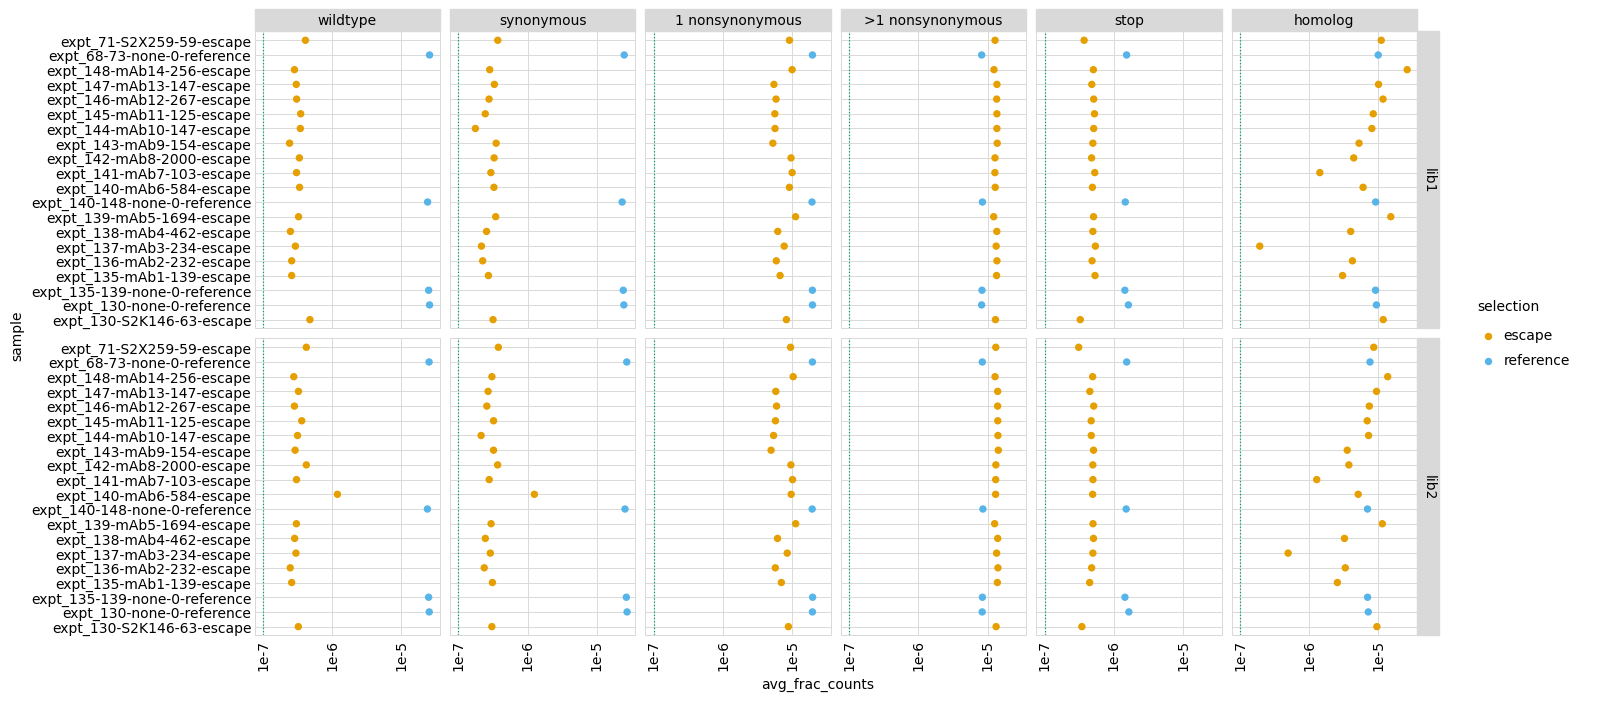 wildtype synonymous 1 nonsynonymous >1 nonsynonymous stop homolog
expt_71-S2X259-59-escape
expt_68-73-none-0-reference
expt_148-mAb14-256-escape
expt_147-mAb13-147-escape
expt_146-mAb12-267-escape
expt_145-mAb11-125-escape
expt_144-mAb10-147-escape
expt_143-mAb9-154-escape
expt_142-mAb8-2000-escape
expt_141-mAb7-103-escape
expt_140-mAb6-584-escape
expt_140-148-none-0-reference
expt_139-mAb5-1694-escape
expt_138-mAb4-462-escape
expt_137-mAb3-234-escape
expt_136-mAb2-232-escape
expt_135-mAb1-139-escape
expt_135-139-none-0-reference
expt_130-none-0-reference
expt_130-S2K146-63-escape
lib1
expt_71-S2X259-59-escape
expt_68-73-none-0-reference
expt_148-mAb14-256-escape
expt_147-mAb13-147-escape
expt_146-mAb12-267-escape
expt_145-mAb11-125-escape
expt_144-mAb10-147-escape
expt_143-mAb9-154-escape
expt_142-mAb8-2000-escape
expt_141-mAb7-103-escape
expt_140-mAb6-584-escape
expt_140-148-none-0-reference
expt_139-mAb5-1694-escape
expt_138-mAb4-462-escape
expt_137-mAb3-234-escape
expt_136-mAb2-232-escape
expt_135-mAb1-139-escape
expt_135-139-none-0-reference
expt_130-none-0-reference
expt_130-S2K146-63-escape
lib2
sample
1e-7 1e-6 1e-5 1e-7 1e-6 1e-5 1e-7 1e-6 1e-5 1e-7 1e-6 1e-5 1e-7 1e-6 1e-5 1e-7 1e-6 1e-5
avg_frac_counts
selection
escape
reference